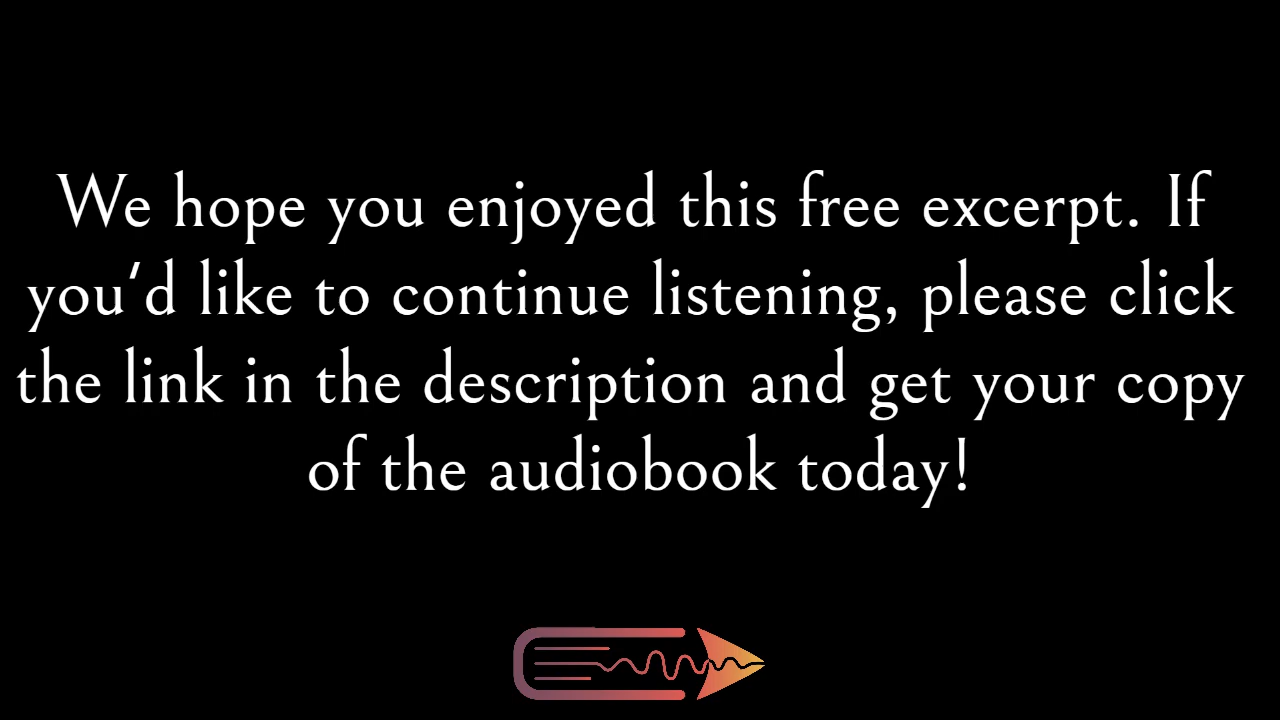 We hope you enjoyed this free excerpt. If
you'd like to continue listening, please click
the link in the description and get your copy
of the audiobook today!